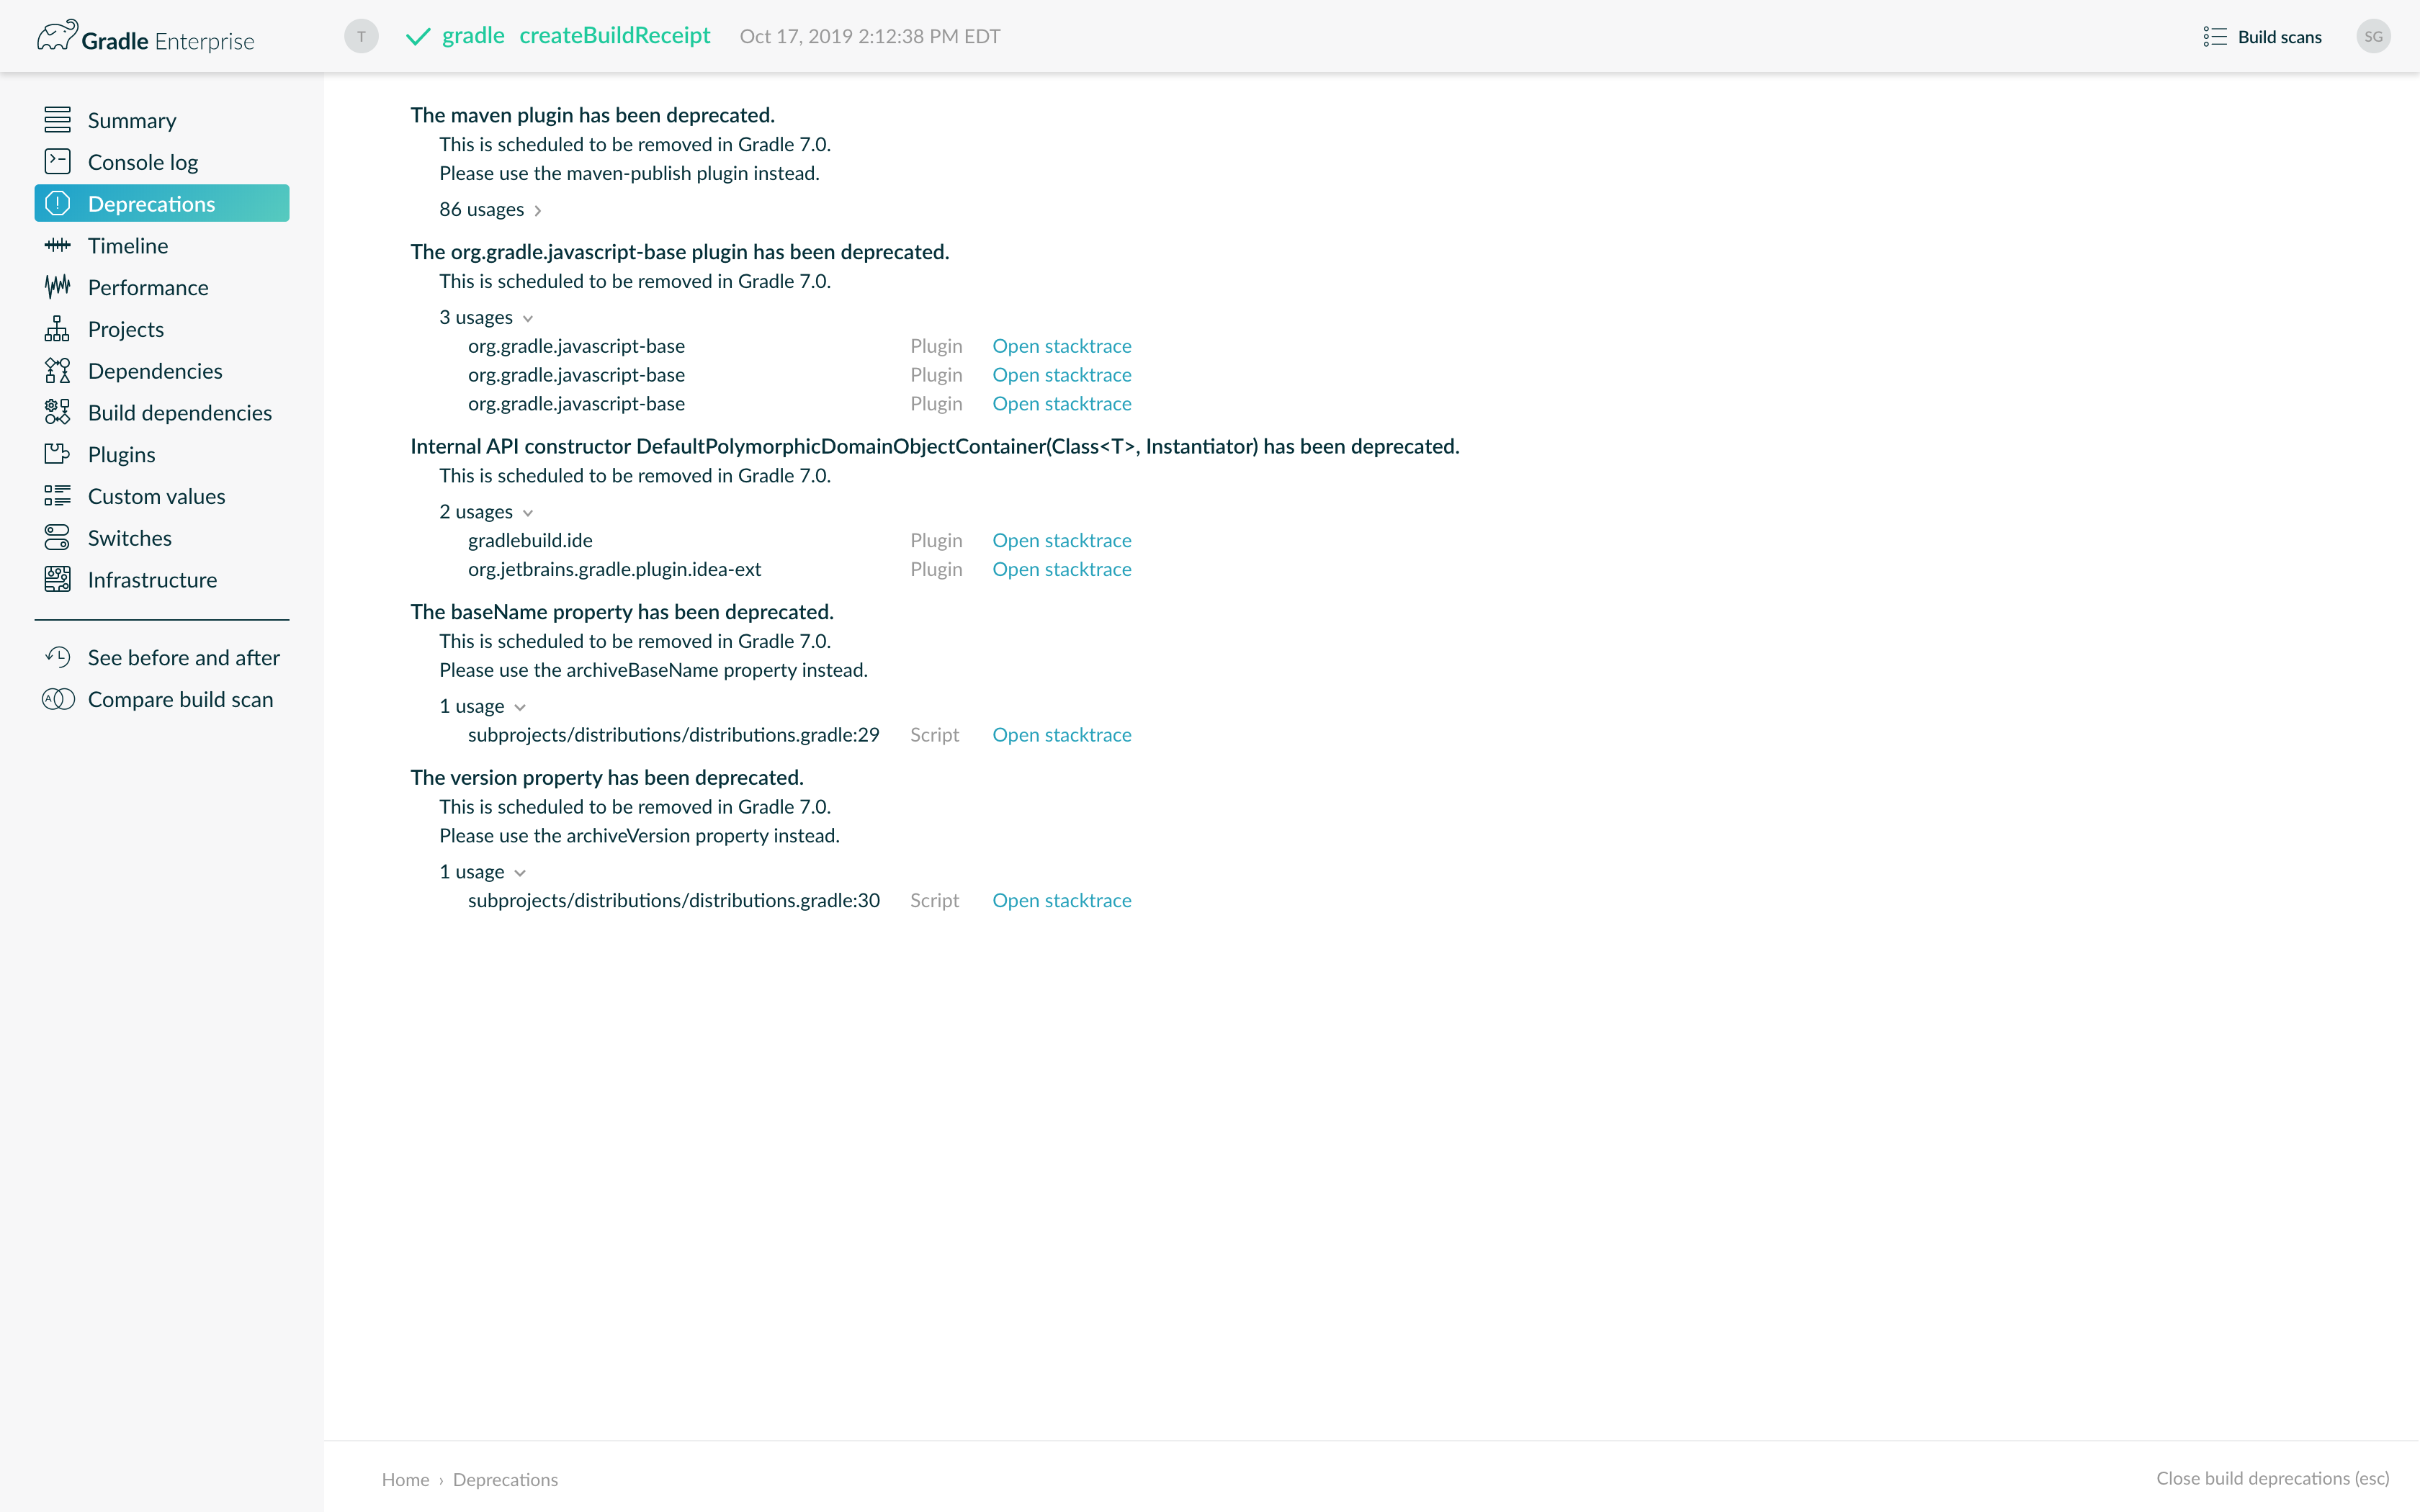 Gradle Enterprise
T gradle createBuildReceipt Oct 17, 2019 2:12:38 PM EDT
Build scans SG
Summary
Console log
Deprecations
Timeline
Performance
Projects
Dependencies
Build dependencies
Plugins
Custom values
Switches
Infrastructure
See before and after
A Compare build scan
The maven plugin has been deprecated.
This is scheduled to be removed in Gradle 7.0.
Please use the maven-publish plugin instead.
86 usages
The org.gradle.javascript-base plugin has been deprecated.
This is scheduled to be removed in Gradle 7.0.
3 usages
org.gradle.javascript-base Plugin Open stacktrace
org.gradle.javascript-base Plugin Open stacktrace
org.gradle.javascript-base Plugin Open stacktrace
Internal API constructor DefaultPolymorphicDomainObjectContainer(Class<T>, Instantiator) has been deprecated.
This is scheduled to be removed in Gradle 7.0.
2 usages
gradlebuild.ide Plugin Open stacktrace
org.jetbrains.gradle.plugin.idea-ext Plugin Open stacktrace
The baseName property has been deprecated.
This is scheduled to be removed in Gradle 7.0.
Please use the archiveBaseName property instead.
1 usage
subprojects/distributions/distributions.gradle:29 Script Open stacktrace
The version property has been deprecated.
This is scheduled to be removed in Gradle 7.0.
Please use the archiveVersion property instead.
1 usage
subprojects/distributions/distributions.gradle:30 Script Open stacktrace
Home › Deprecations
Close build deprecations (esc)